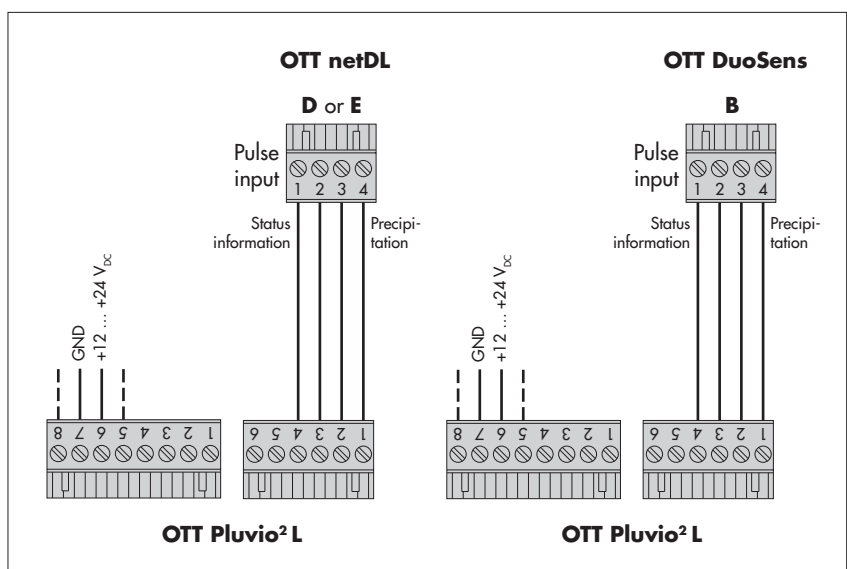 OTT netDL
D or E
Pulse
input
1 2 3 4
Status
information
Precipi-
tation
GND
+12 ... +24 V_DC
8 7 6 5 4 3 2 1
6 5 4 3 2 1
OTT Pluvio² L
OTT DuoSens
B
Pulse
input
1 2 3 4
Status
information
Precipi-
tation
GND
+12 ... +24 V_DC
8 7 6 5 4 3 2 1
6 5 4 3 2 1
OTT Pluvio² L